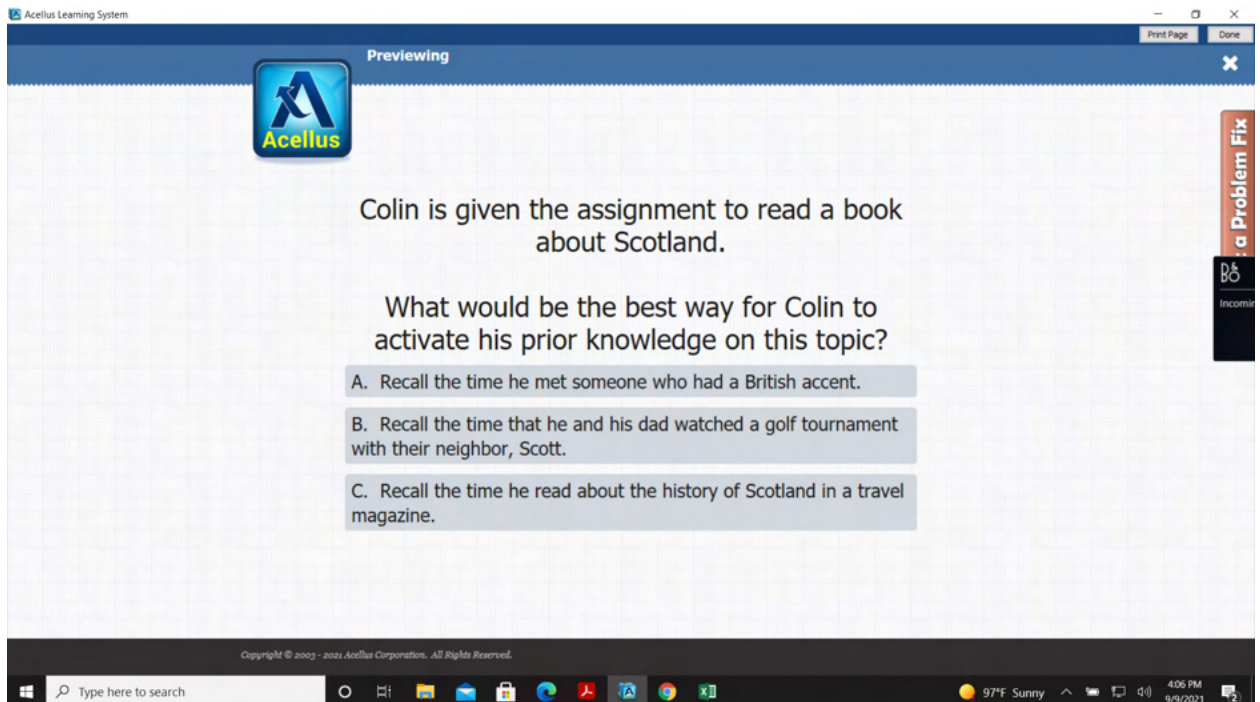 Acellus Learning System
Print Page
Done
Previewing
Acellus
a Problem Fix
Colin is given the assignment to read a book
about Scotland.
What would be the best way for Colin to
activate his prior knowledge on this topic?
A. Recall the time he met someone who had a British accent.
B. Recall the time that he and his dad watched a golf tournament
with their neighbor, Scott.
C. Recall the time he read about the history of Scotland in a travel
magazine.
B&O
Copyright © 2003 - 2021 Acellus Corporation. All Rights Reserved.
Type here to search
97°F Sunny
4:06 PM
9/9/2021
2